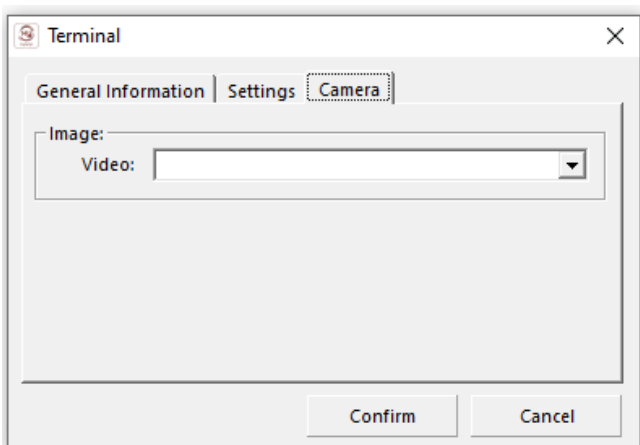 Terminal
General Information Settings Camera
Image:
Video:
Confirm Cancel